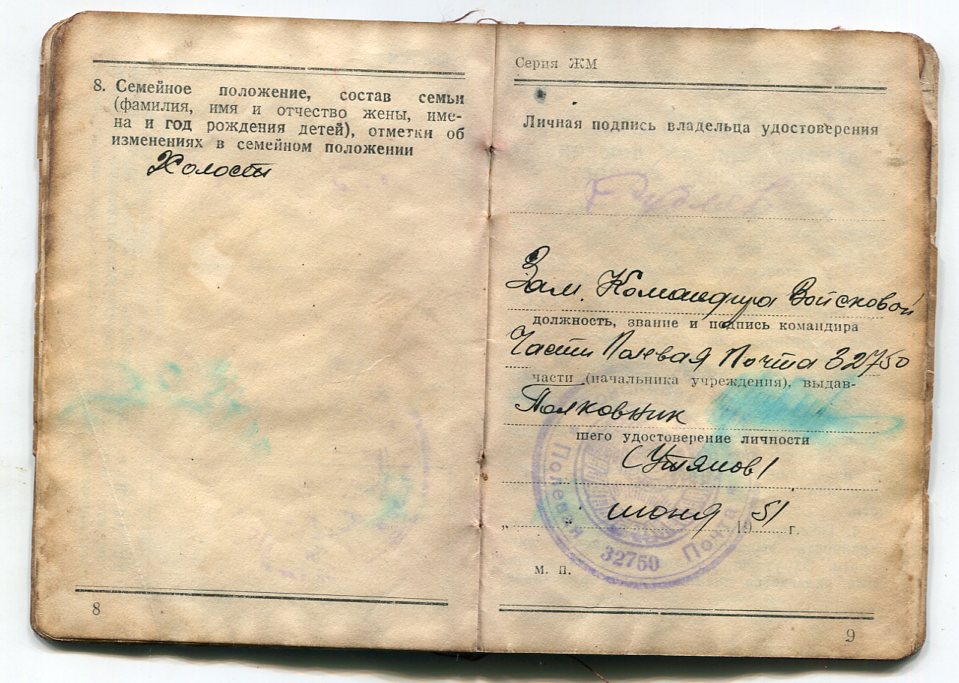 8. Семейное положение, состав семьи
(фамилия, имя и отчество жены, име-
на и год рождения детей), отметки об
изменениях в семейном положении
Холост
8
Серия ЖМ
Личная подпись владельца удостоверения
Зам. Командира Войсковой
должность, звание и подпись командира
Части Полевая Почта 32750
части (начальника учреждения), выдав-
Полковник
шего удостоверение личности
(Утямов)
„ июня 1951 г.
Полевая Почта
32750
М. П.
9